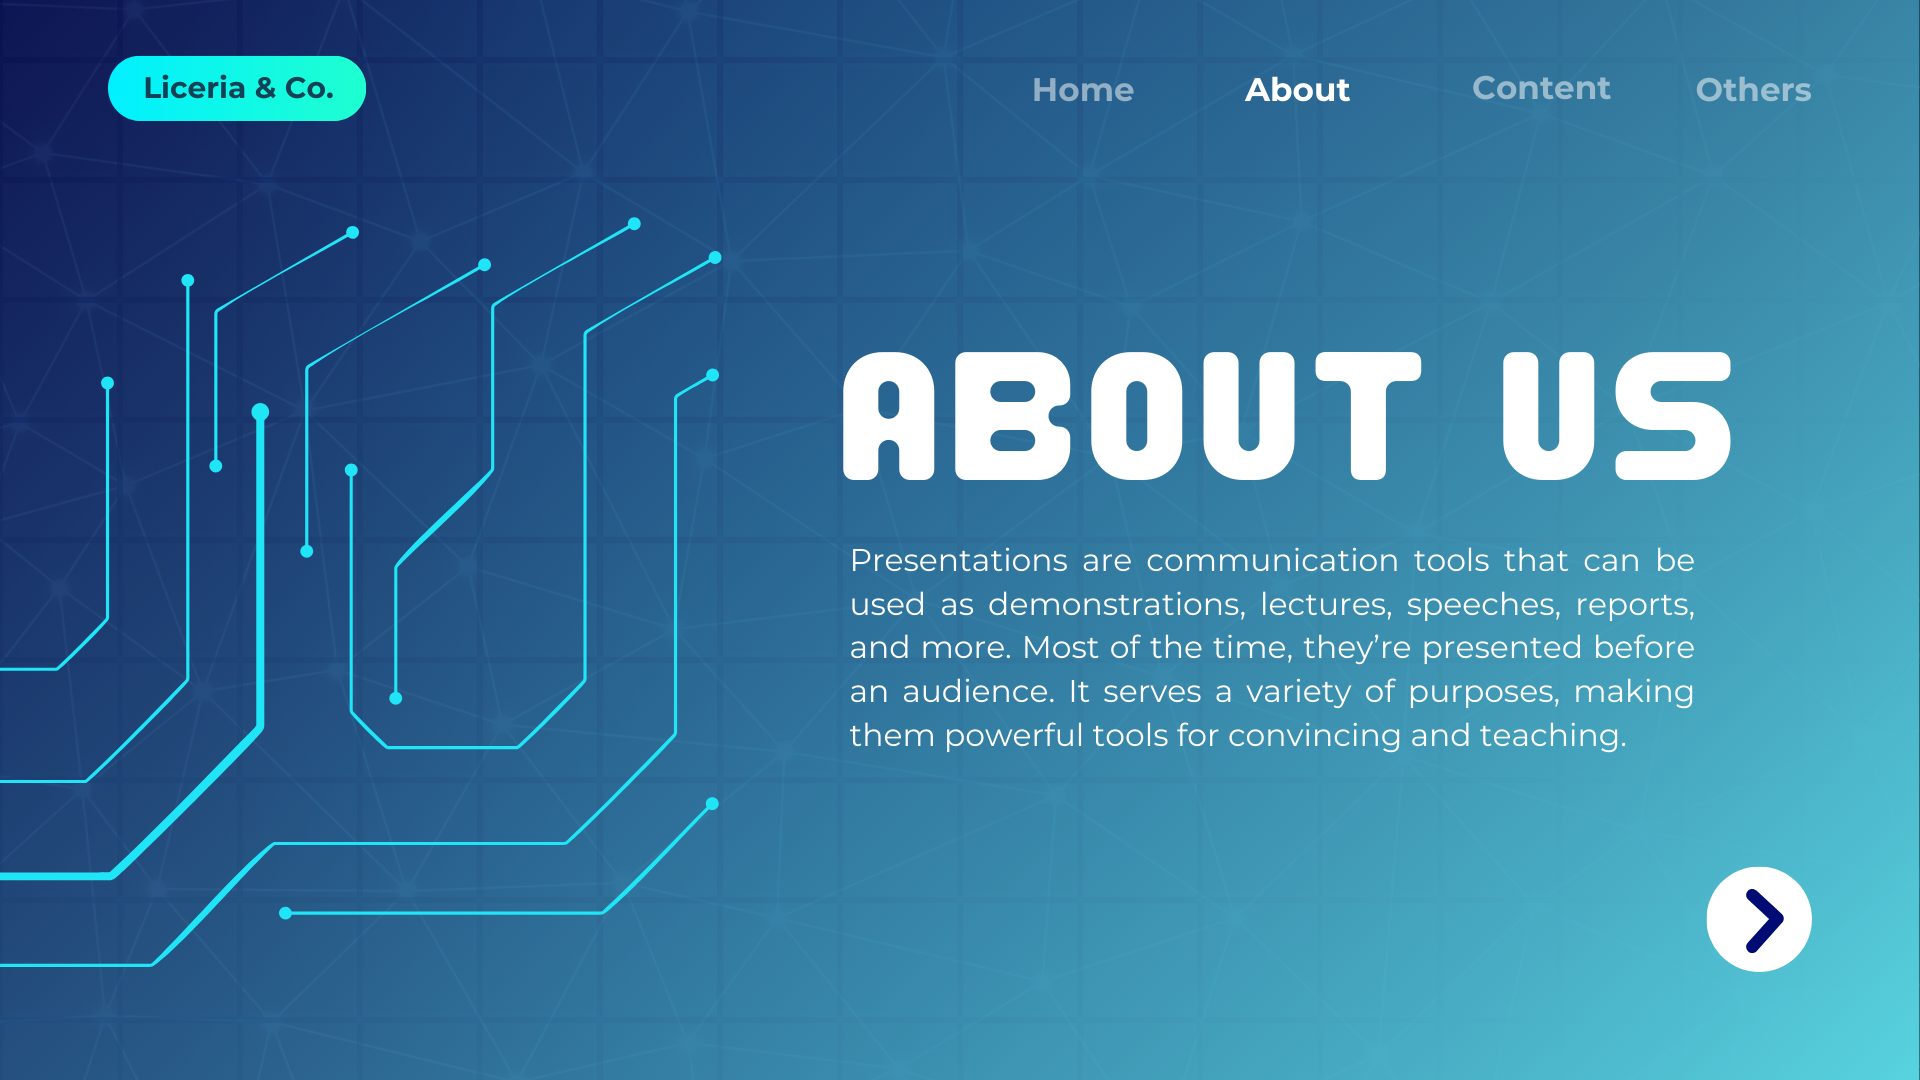 Liceria & Co.
Home About Content Others
ABOUT US
Presentations are communication tools that can be
used as demonstrations, lectures, speeches, reports,
and more. Most of the time, they’re presented before
an audience. It serves a variety of purposes, making
them powerful tools for convincing and teaching.